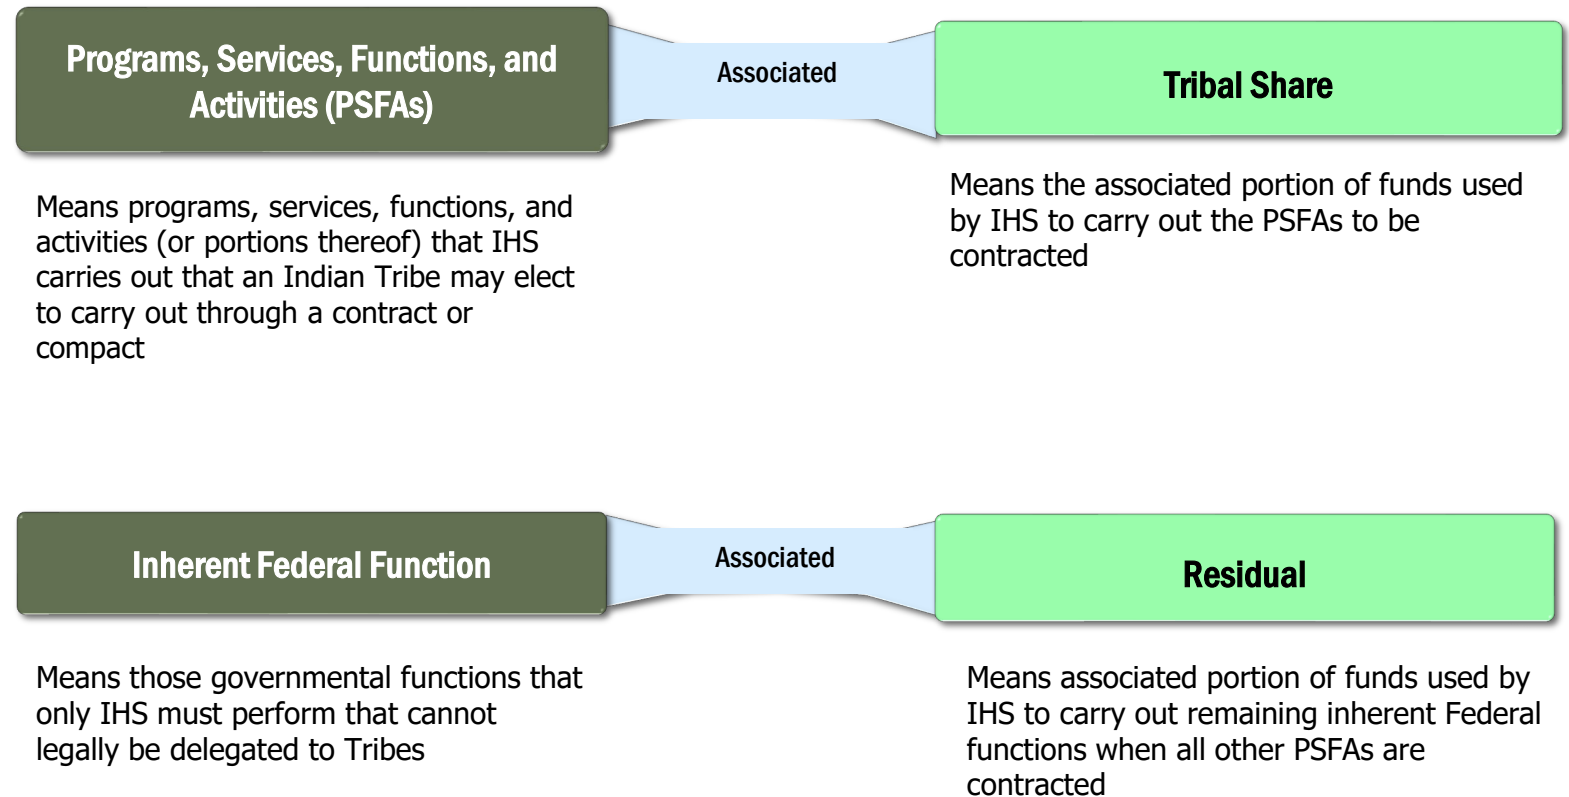 Programs, Services, Functions, and
Activities (PSFAs)
Associated
Tribal Share
Means programs, services, functions, and
activities (or portions thereof) that IHS
carries out that an Indian Tribe may elect
to carry out through a contract or
compact
Means the associated portion of funds used
by IHS to carry out the PSFAs to be
contracted
Inherent Federal Function
Associated
Residual
Means those governmental functions that
only IHS must perform that cannot
legally be delegated to Tribes
Means associated portion of funds used by
IHS to carry out remaining inherent Federal
functions when all other PSFAs are
contracted